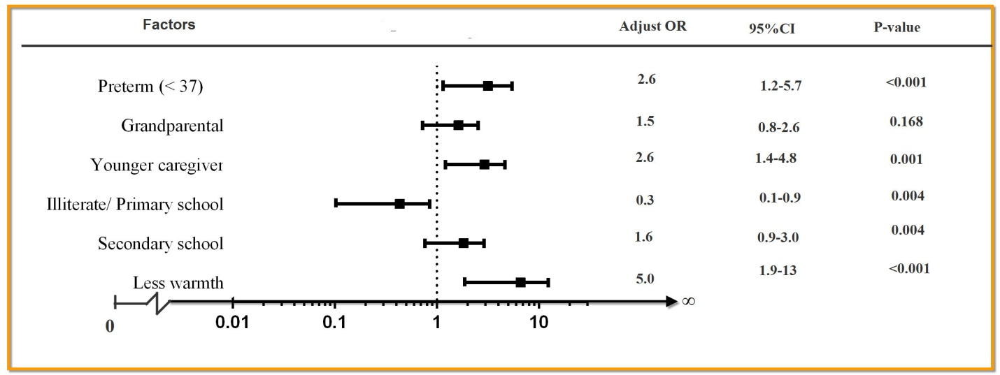 Factors Adjust OR 95%CI P-value
Preterm (< 37) 2.6 1.2-5.7 <0.001
Grandparental 1.5 0.8-2.6 0.168
Younger caregiver 2.6 1.4-4.8 0.001
Illiterate/ Primary school 0.3 0.1-0.9 0.004
Secondary school 1.6 0.9-3.0 0.004
Less warmth 5.0 1.9-13 <0.001
∞
0 0.01 0.1 1 10